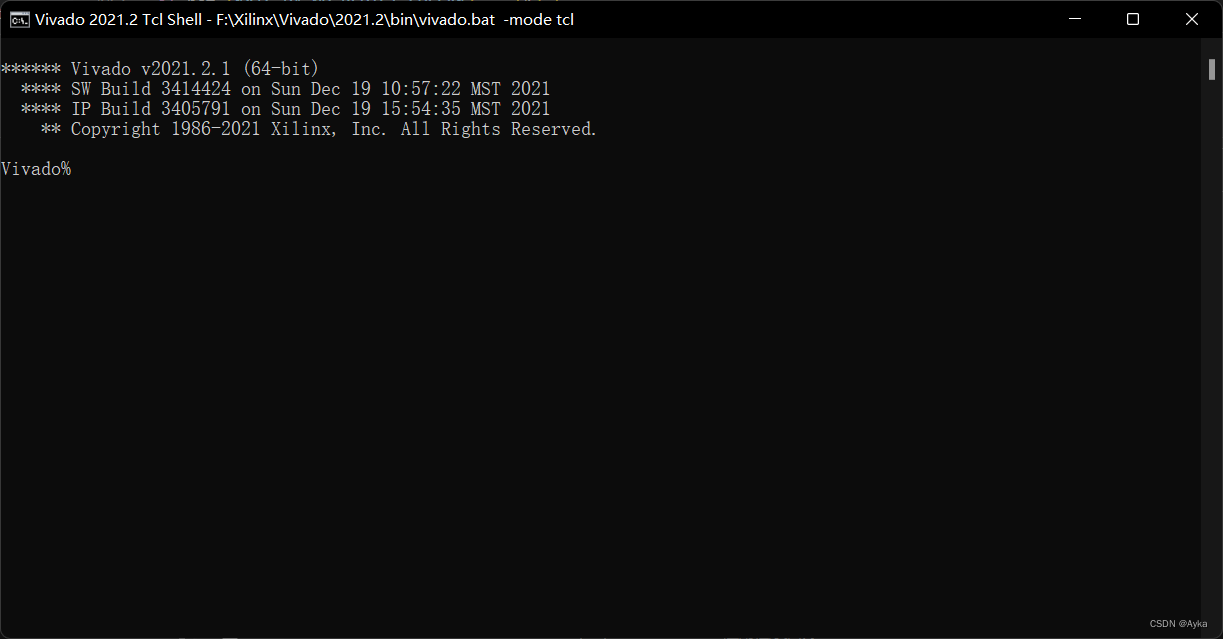 Vivado 2021.2 Tcl Shell - F:\Xilinx\Vivado\2021.2\bin\vivado.bat  -mode tcl
****** Vivado v2021.2.1 (64-bit)
  **** SW Build 3414424 on Sun Dec 19 10:57:22 MST 2021
  **** IP Build 3405791 on Sun Dec 19 15:54:35 MST 2021
    ** Copyright 1986-2021 Xilinx, Inc. All Rights Reserved.
Vivado%
CSDN @Ayka